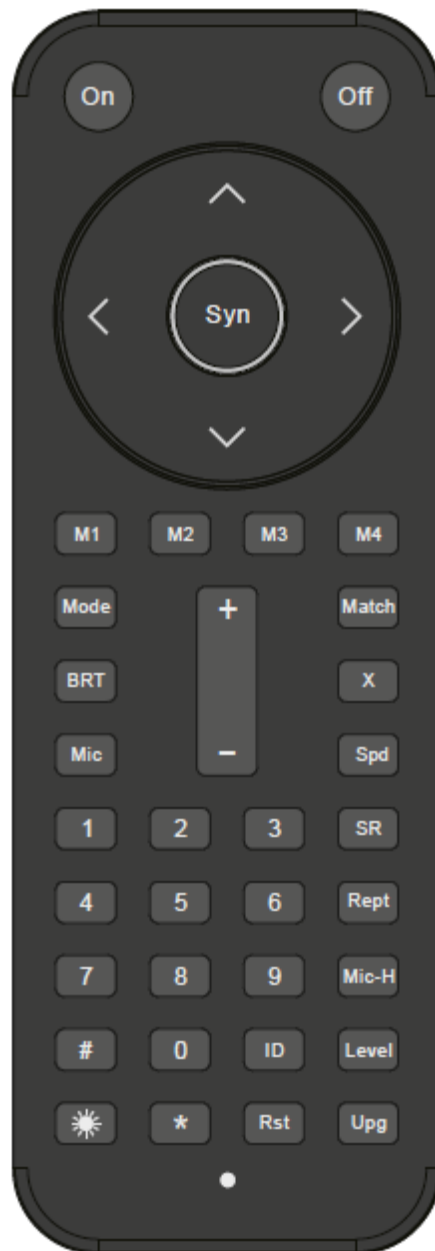 On Off
Syn
M1 M2 M3 M4
Mode + Match
BRT X
Mic − Spd
1 2 3 SR
4 5 6 Rept
7 8 9 Mic-H
# 0 ID Level
* Rst Upg